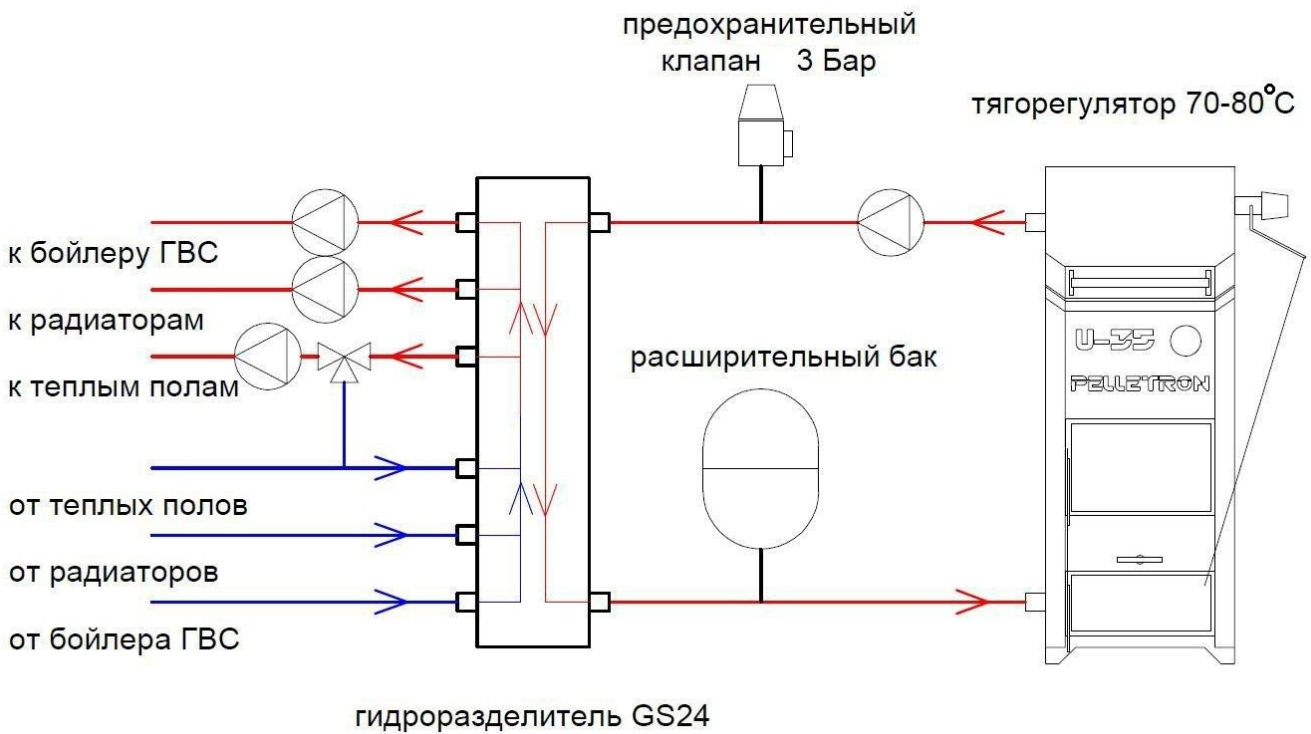 предохранительный
клапан 3 Бар
тягорегулятор 70-80°C
к бойлеру ГВС
к радиаторам
к теплым полам
расширительный бак
U-35
PELLETRON
от теплых полов
от радиаторов
от бойлера ГВС
гидроразделитель GS24